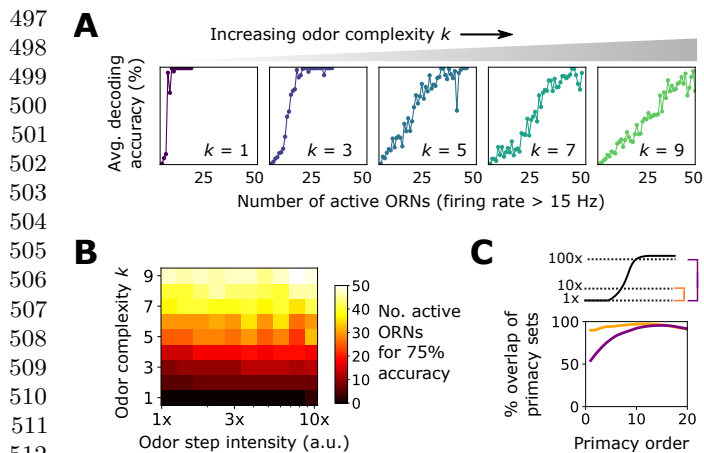 497
498
499
500
501
502
503
504
505
506
507
508
509
510
511
512
A
Increasing odor complexity k
Avg. decoding
accuracy (%)
k = 1
k = 3
k = 5
k = 7
k = 9
25 50
25 50
25 50
25 50
25 50
Number of active ORNs (firing rate > 15 Hz)
B
Odor complexity k
9
7
5
3
1
1x 3x 10x
Odor step intensity (a.u.)
50
40
30
20
10
0
No. active
ORNs
for 75%
accuracy
C
100x
10x
1x
% overlap of
primacy sets
100
50
0
0 10 20
Primacy order